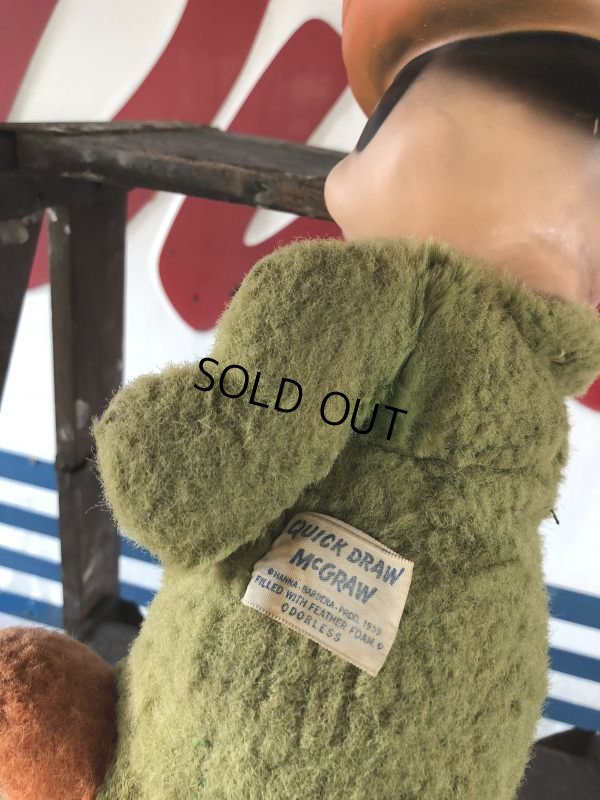 SOLD OUT
QUICK DRAW
McGRAW
©HANNA-BARBERA-PROD. 1959
FILLED WITH FEATHER FOAM.®
ODORLESS